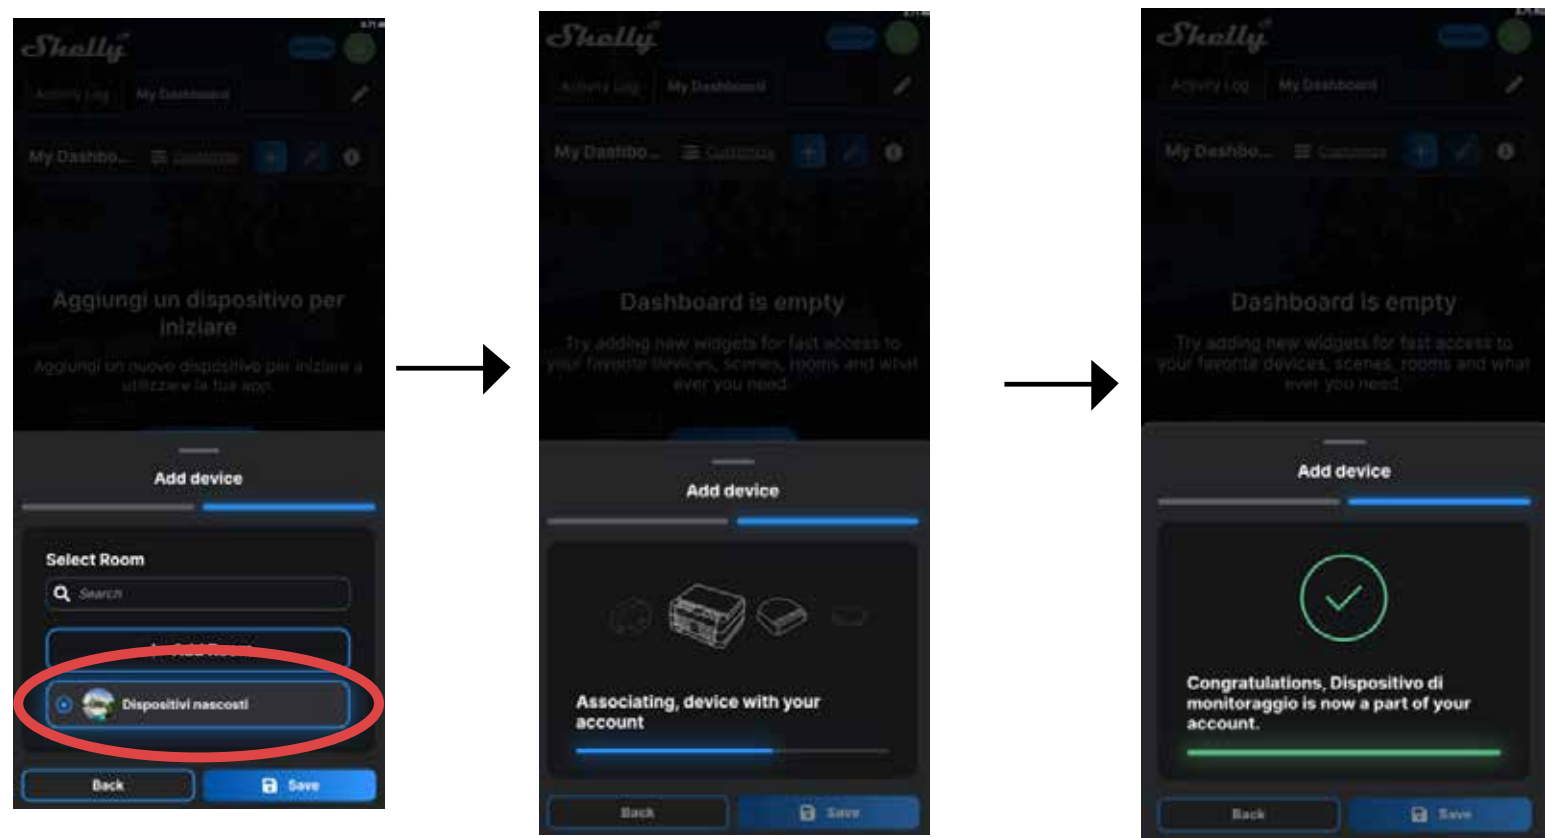 Shelly
Activity Log
My Dashboard
My Dashbo...
Customize
Aggiungi un dispositivo per
iniziare
Aggiungi un nuovo dispositivo per iniziare a
utilizzare la tue app.
Add device
Select Room
Search
Add Room
Dispositivi nascosti
Back
Save
Shelly
Activity Log
My Dashboard
My Dashbo...
Customize
Dashboard is empty
Try adding new widgets for fast access to
your favorite devices, scenes, rooms and what
ever you need.
Add device
Associating, device with your
account
Back
Save
Shelly
Activity Log
My Dashboard
My Dashbo...
Customize
Dashboard is empty
Try adding new widgets for fast access to
your favorite devices, scenes, rooms and what
ever you need.
Add device
Congratulations, Dispositivo di
monitoraggio is now a part of your
account.
Back
Save